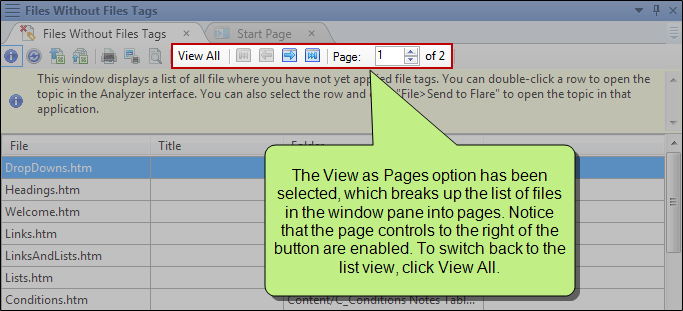 Files Without Files Tags
Files Without Files Tags
Start Page
View All
Page: 1 of 2
This window displays a list of all file where you have not yet applied file tags. You can double-click a row to open the
topic in the Analyzer interface. You can also select the row and "File>Send to Flare" to open the topic in that
application.
File Title Folder
DropDowns.htm
Headings.htm
Welcome.htm
Links.htm
LinksAndLists.htm
Lists.htm
Conditions.htm Content/C_Conditions Notes Tabl...
The View as Pages option has been
selected, which breaks up the list of files
in the window pane into pages. Notice
that the page controls to the right of the
button are enabled. To switch back to the
list view, click View All.